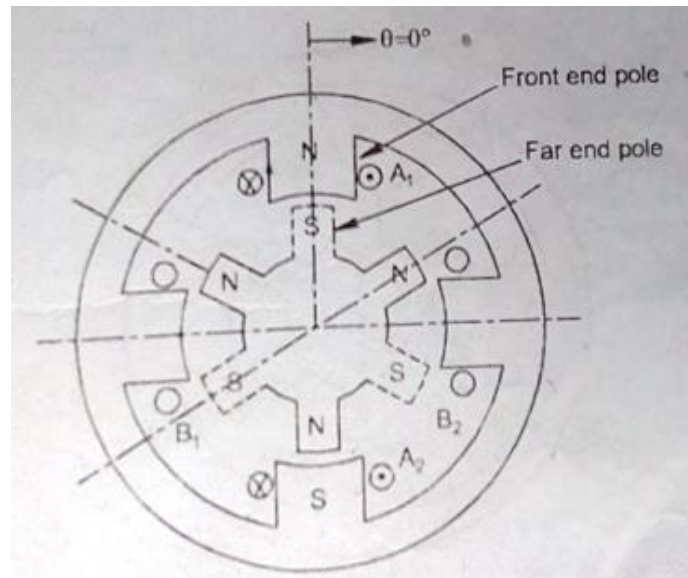 θ=0°
Front end pole
N
A₁
Far end pole
S
N
N
S
S
B₁
N
B₂
A₂
S